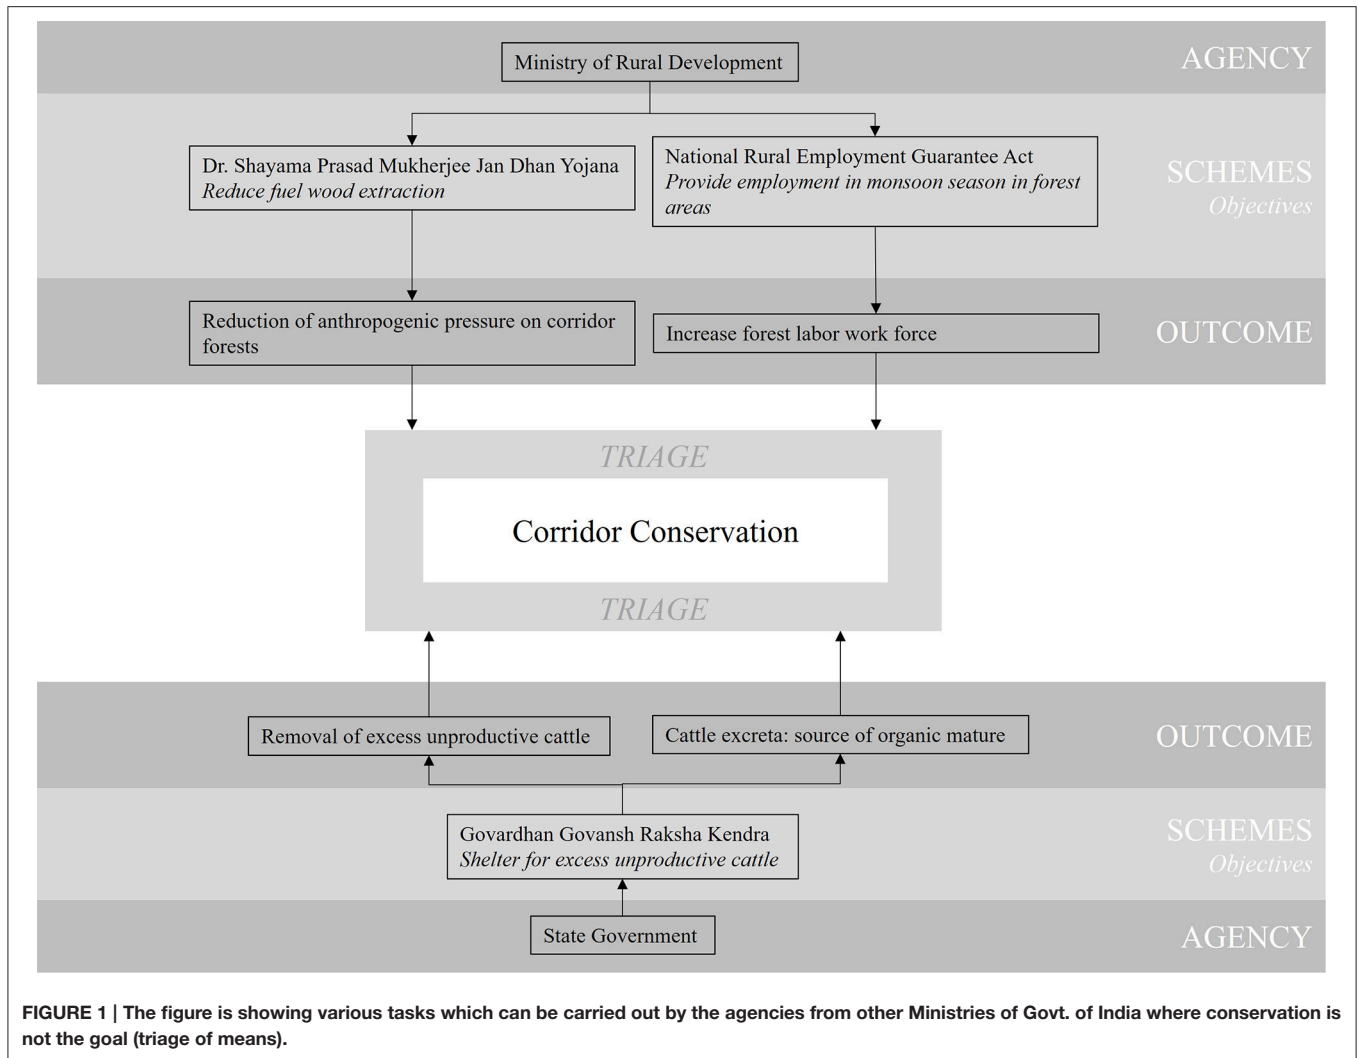 Ministry of Rural Development
AGENCY
Dr. Shayama Prasad Mukherjee Jan Dhan Yojana
Reduce fuel wood extraction
National Rural Employment Guarantee Act
Provide employment in monsoon season in forest
areas
SCHEMES
Objectives
Reduction of anthropogenic pressure on corridor
forests
Increase forest labor work force
OUTCOME
TRIAGE
Corridor Conservation
TRIAGE
Removal of excess unproductive cattle
Cattle excreta: source of organic mature
OUTCOME
Govardhan Govansh Raksha Kendra
Shelter for excess unproductive cattle
SCHEMES
Objectives
State Government
AGENCY
FIGURE 1 | The figure is showing various tasks which can be carried out by the agencies from other Ministries of Govt. of India where conservation is
not the goal (triage of means).